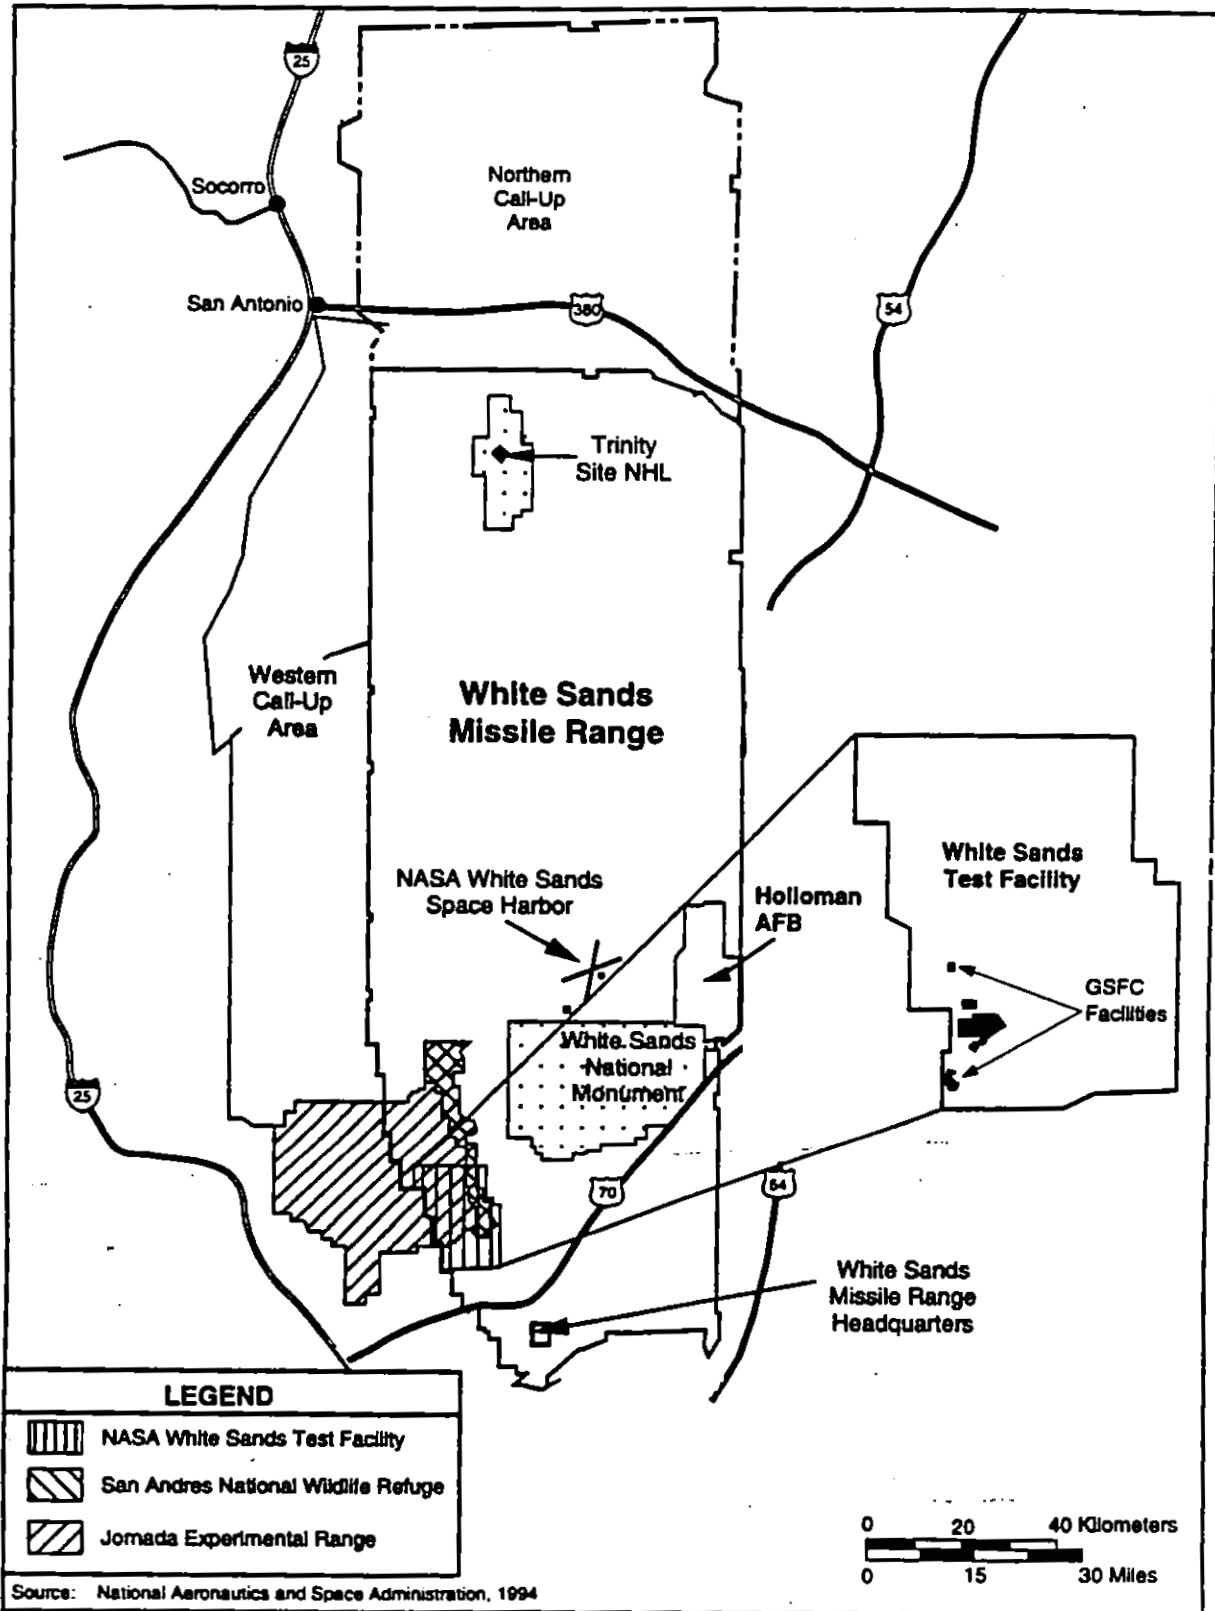 25
Socorro
Northern
Call-Up
Area
San Antonio
380
54
Trinity
Site NHL
Western
Call-Up
Area
White Sands
Missile Range
White Sands
Test Facility
NASA White Sands
Space Harbor
Holloman
AFB
GSFC
Facilities
White Sands
National
Monument
25
70
54
White Sands
Missile Range
Headquarters
LEGEND
NASA White Sands Test Facility
San Andres National Wildlife Refuge
Jornada Experimental Range
0 20 40 Kilometers
0 15 30 Miles
Source: National Aeronautics and Space Administration, 1994